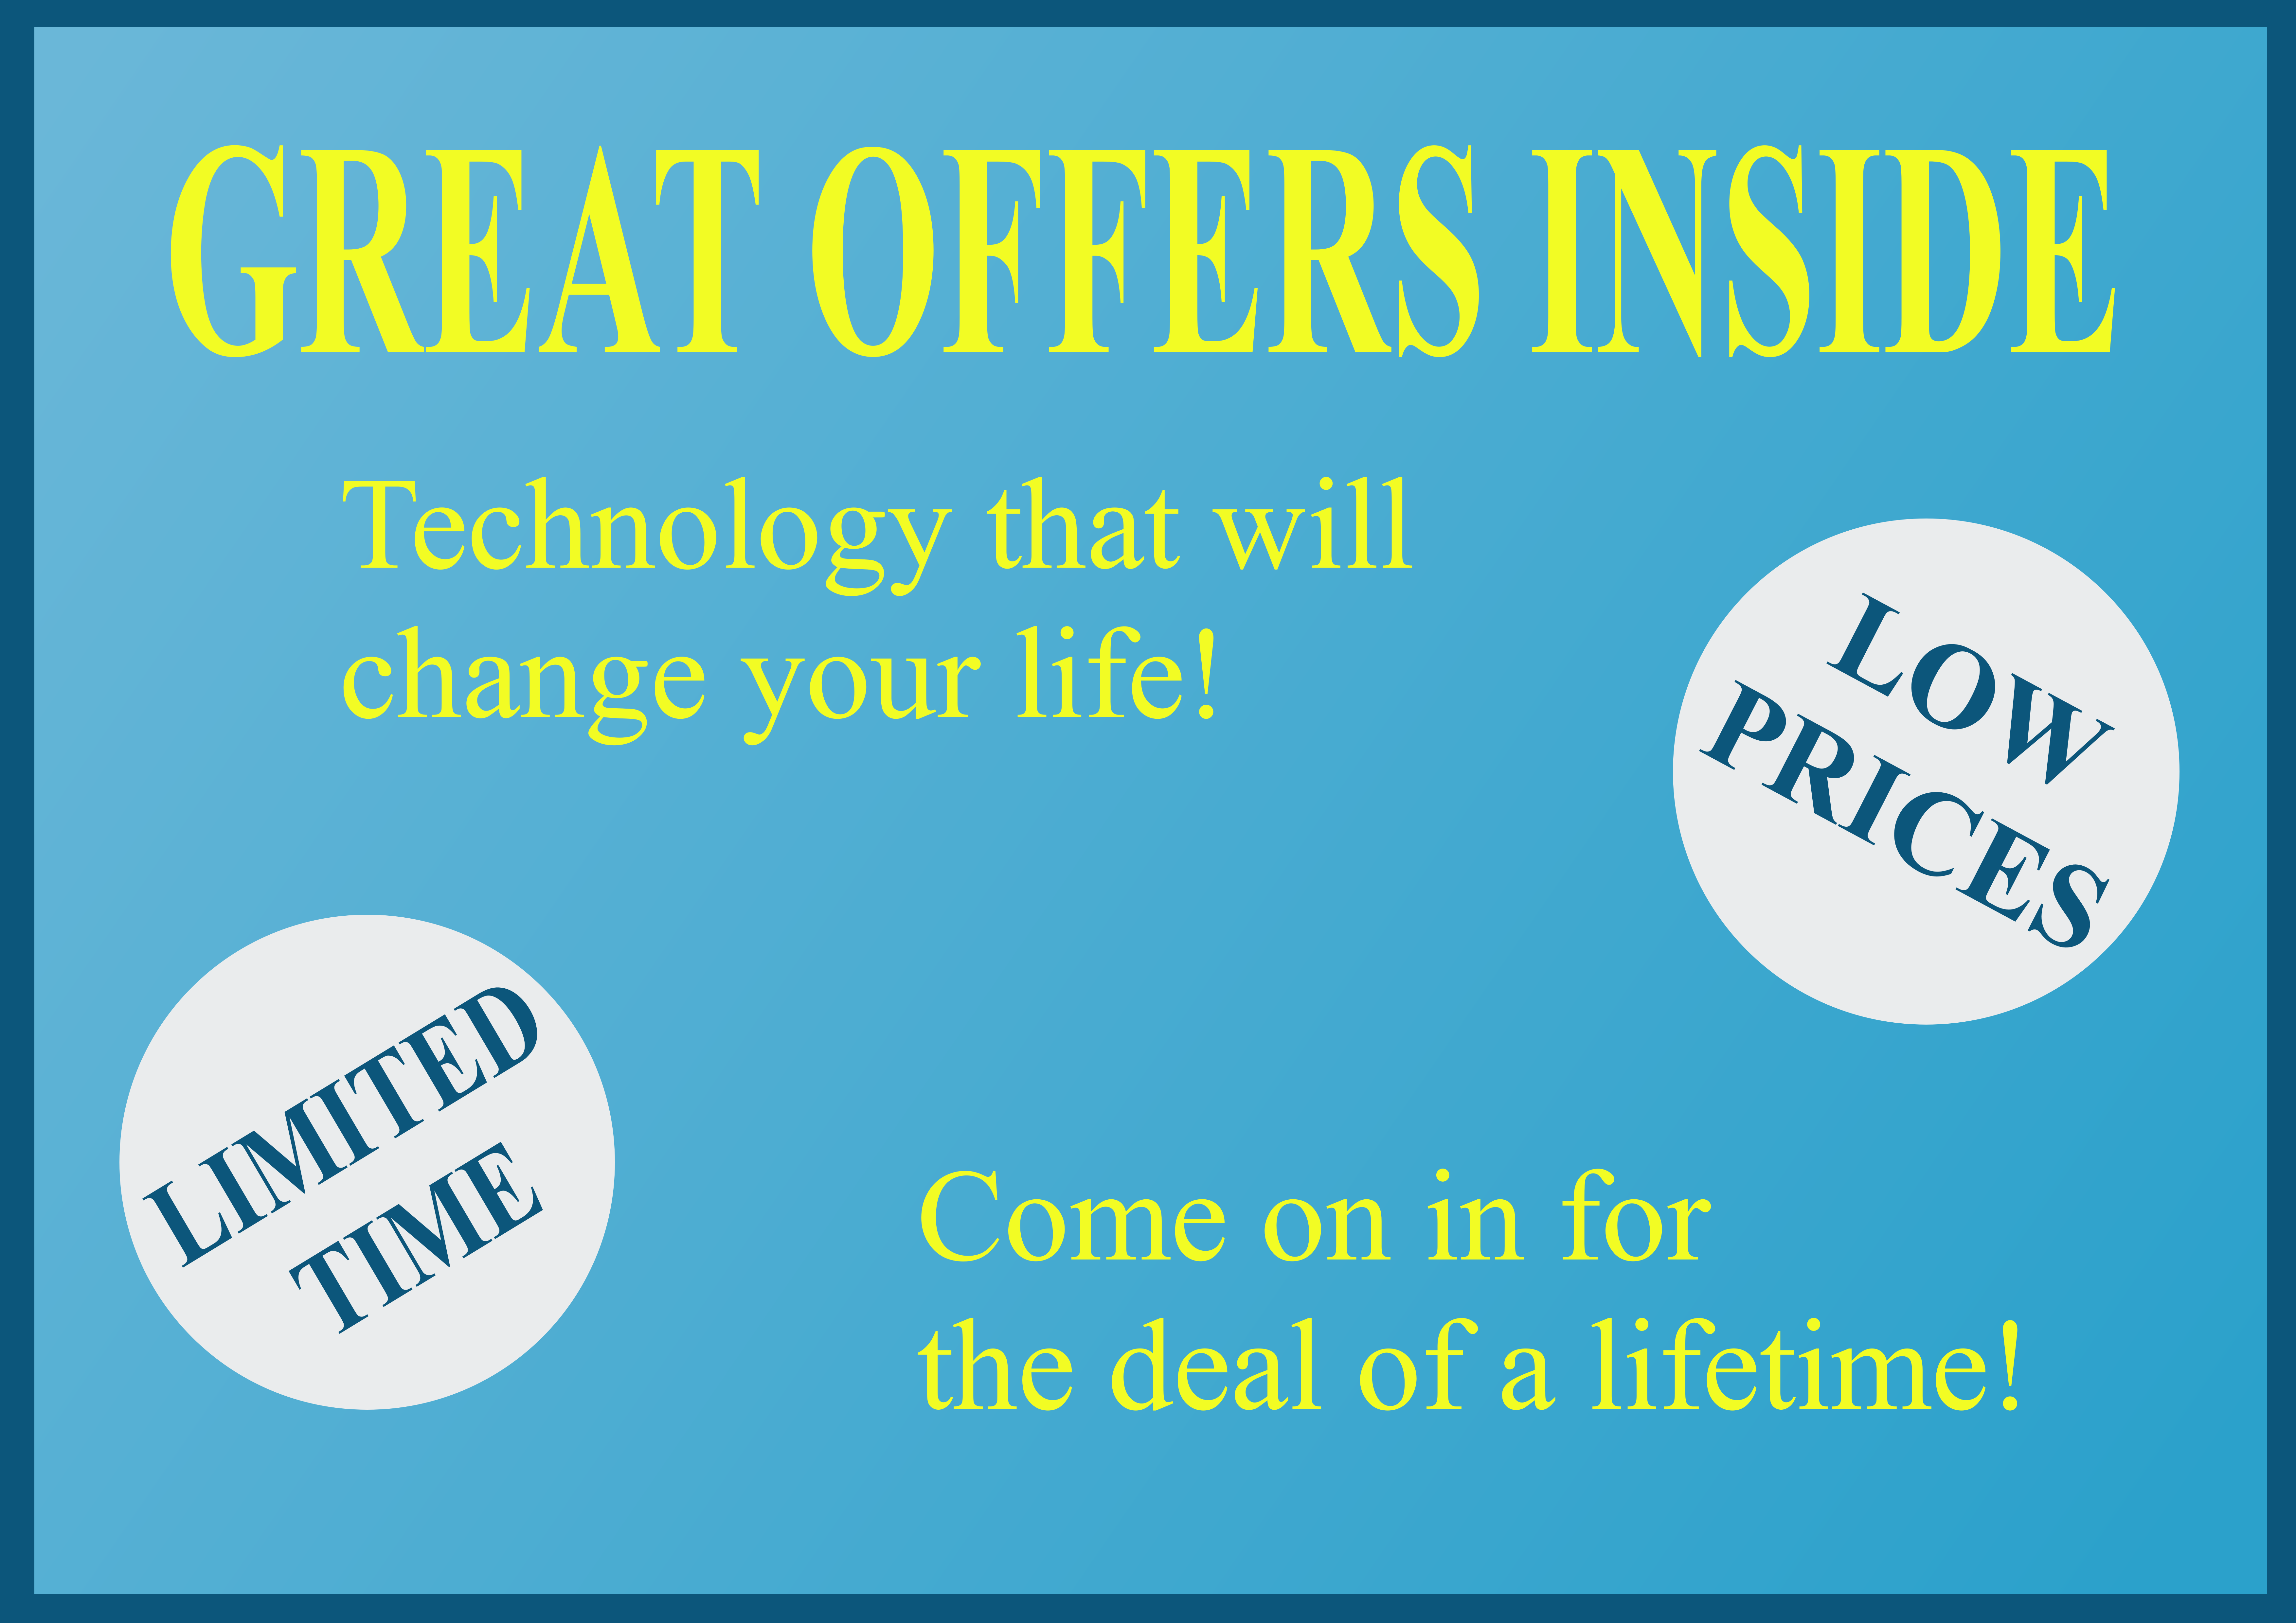 GREAT OFFERS INSIDE
Technology that will
change your life!
LOW
PRICES
LIMITED
TIME
Come on in for
the deal of a lifetime!